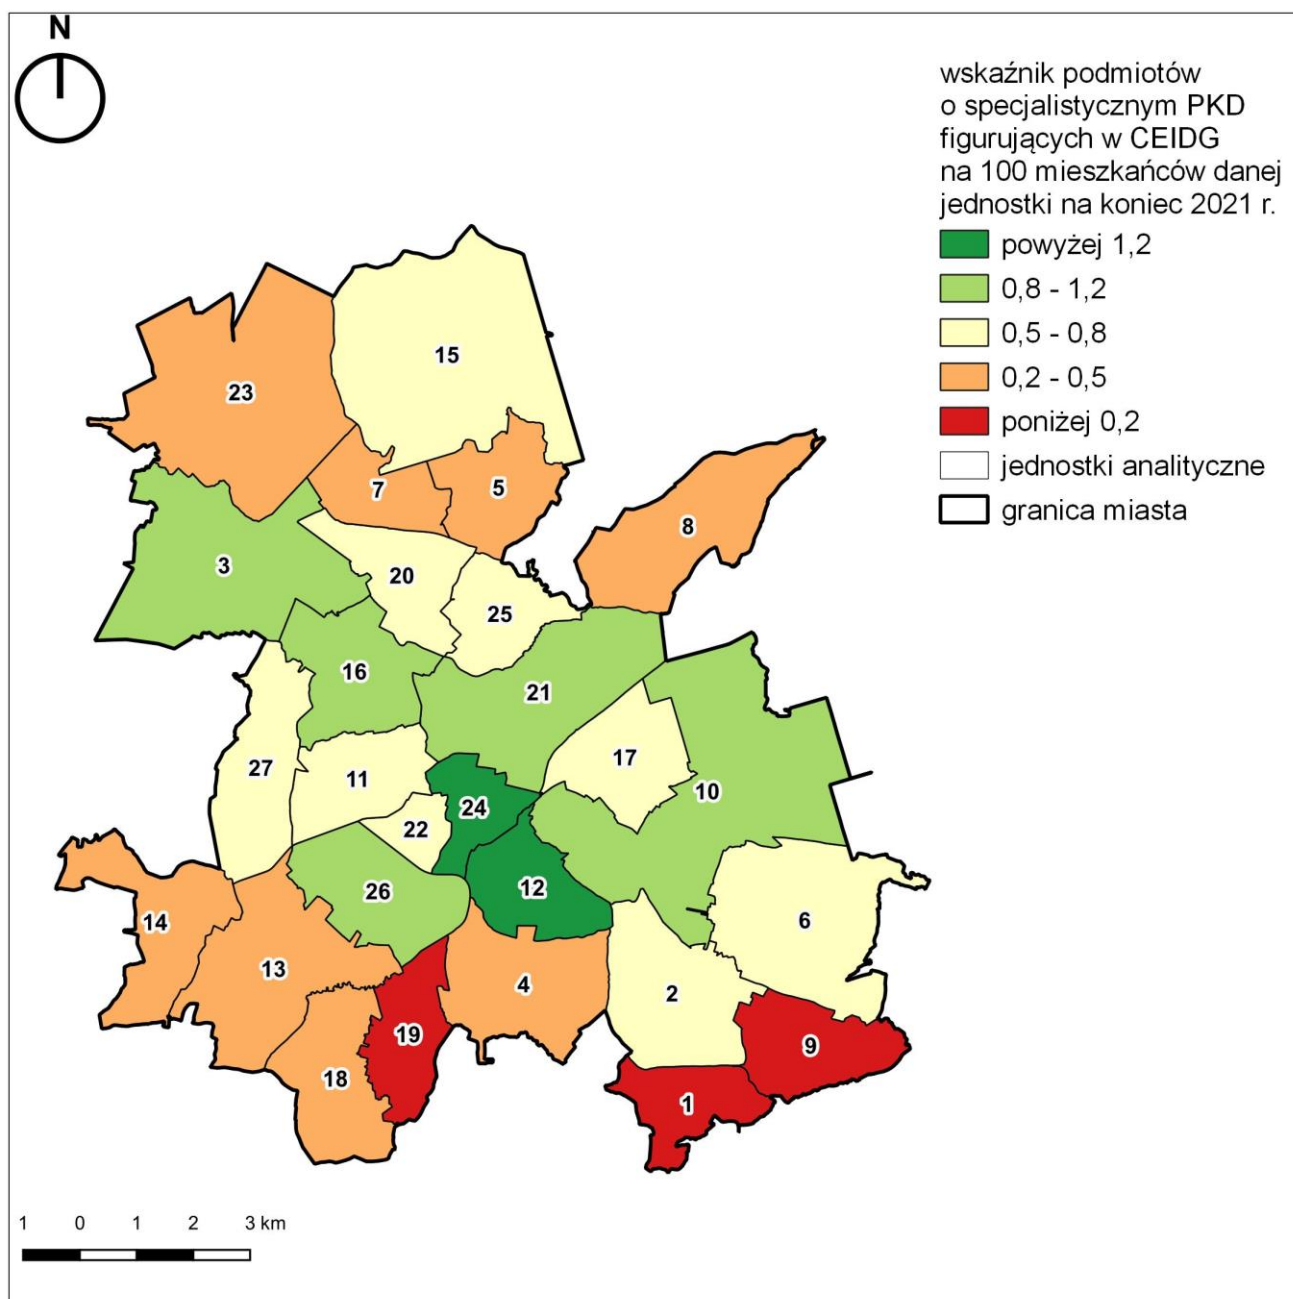 N
wskaźnik podmiotów
o specjalistycznym PKD
figurujących w CEIDG
na 100 mieszkańców danej
jednostki na koniec 2021 r.
powyżej 1,2
0,8 - 1,2
0,5 - 0,8
0,2 - 0,5
poniżej 0,2
jednostki analityczne
granica miasta
15
23
7
5
8
3
20
25
16
21
27
11
17
10
24
22
26
12
14
6
13
4
2
19
9
18
1
1 0 1 2 3 km